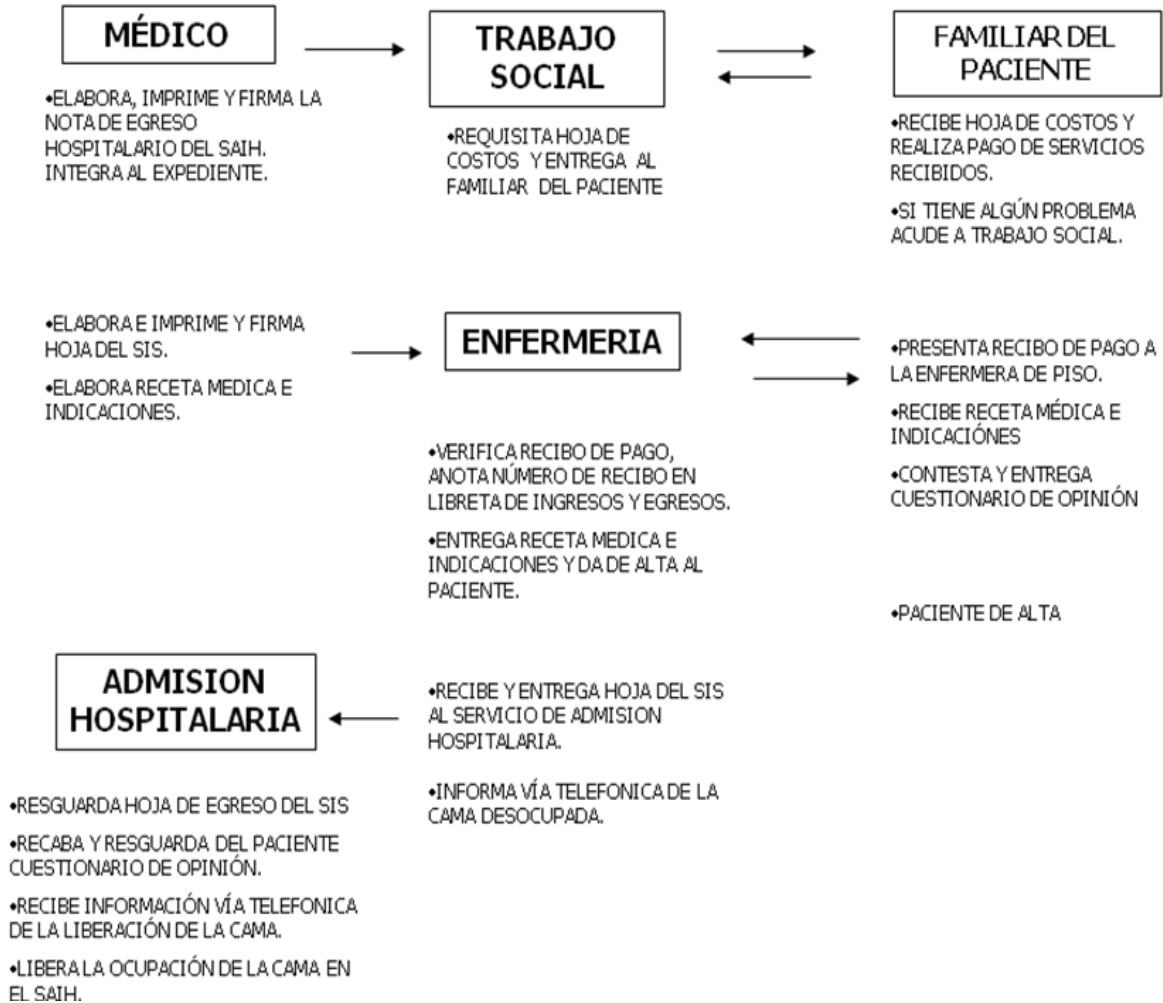 MÉDICO
•ELABORA, IMPRIME Y FIRMA LA
NOTA DE EGRESO
HOSPITALARIO DEL SAIH.
INTEGRA AL EXPEDIENTE.
TRABAJO
SOCIAL
•REQUISITA HOJA DE
COSTOS Y ENTREGA AL
FAMILIAR DEL PACIENTE
FAMILIAR DEL
PACIENTE
•RECIBE HOJA DE COSTOS Y
REALIZA PAGO DE SERVICIOS
RECIBIDOS.
•SI TIENE ALGÚN PROBLEMA
ACUDE A TRABAJO SOCIAL.
•ELABORA E IMPRIME Y FIRMA
HOJA DEL SIS.
•ELABORA RECETA MEDICA E
INDICACIONES.
ENFERMERIA
•VERIFICA RECIBO DE PAGO,
ANOTA NÚMERO DE RECIBO EN
LIBRETA DE INGRESOS Y EGRESOS.
•ENTREGA RECETA MEDICA E
INDICACIONES Y DA DE ALTA AL
PACIENTE.
•PRESENTA RECIBO DE PAGO A
LA ENFERMERA DE PISO.
•RECIBE RECETA MÉDICA E
INDICACIÓNES
•CONTESTA Y ENTREGA
CUESTIONARIO DE OPINIÓN
•PACIENTE DE ALTA
ADMISION
HOSPITALARIA
•RECIBE Y ENTREGA HOJA DEL SIS
AL SERVICIO DE ADMISION
HOSPITALARIA.
•INFORMA VÍA TELEFONICA DE LA
CAMA DESOCUPADA.
•RESGUARDA HOJA DE EGRESO DEL SIS
•RECABA Y RESGUARDA DEL PACIENTE
CUESTIONARIO DE OPINIÓN.
•RECIBE INFORMACIÓN VÍA TELEFONICA
DE LA LIBERACIÓN DE LA CAMA.
•LIBERA LA OCUPACIÓN DE LA CAMA EN
EL SAIH.